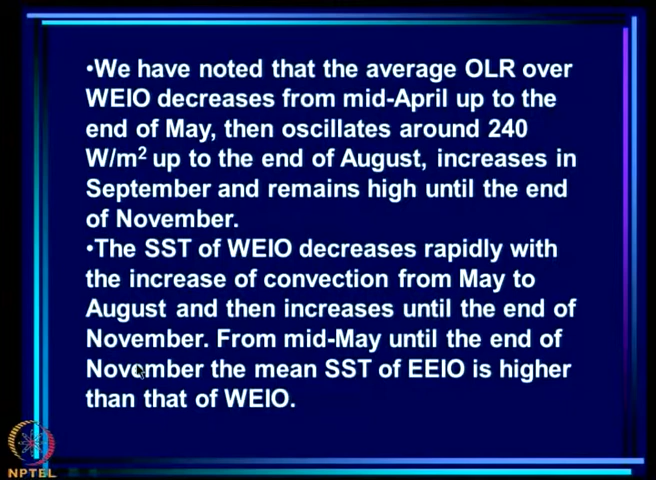 •We have noted that the average OLR over
WEIO decreases from mid-April up to the
end of May, then oscillates around 240
W/m² up to the end of August, increases in
September and remains high until the end
of November.
•The SST of WEIO decreases rapidly with
the increase of convection from May to
August and then increases until the end of
November. From mid-May until the end of
November the mean SST of EEIO is higher
than that of WEIO.
NPTEL